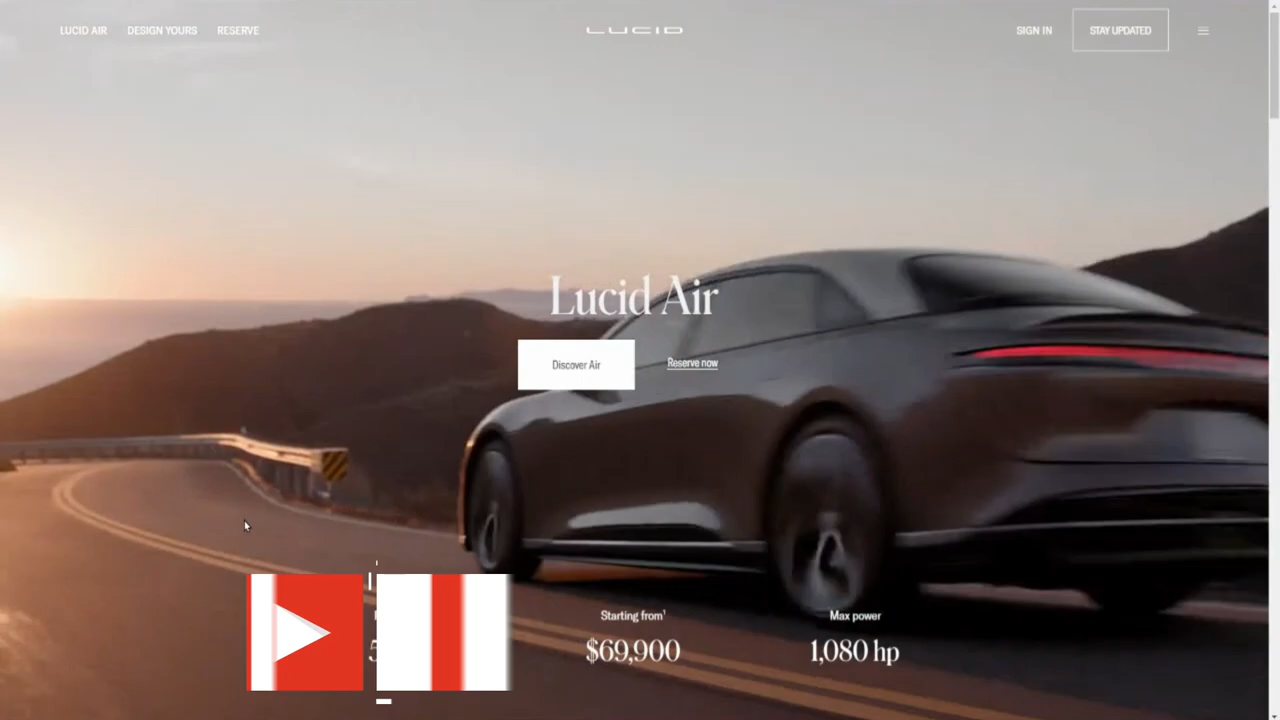 LUCID AIR DESIGN YOURS RESERVE LUCID SIGN IN STAY UPDATED
Lucid Air
Discover Air Reserve now
Starting from¹ Max power
$69,900 1,080 hp